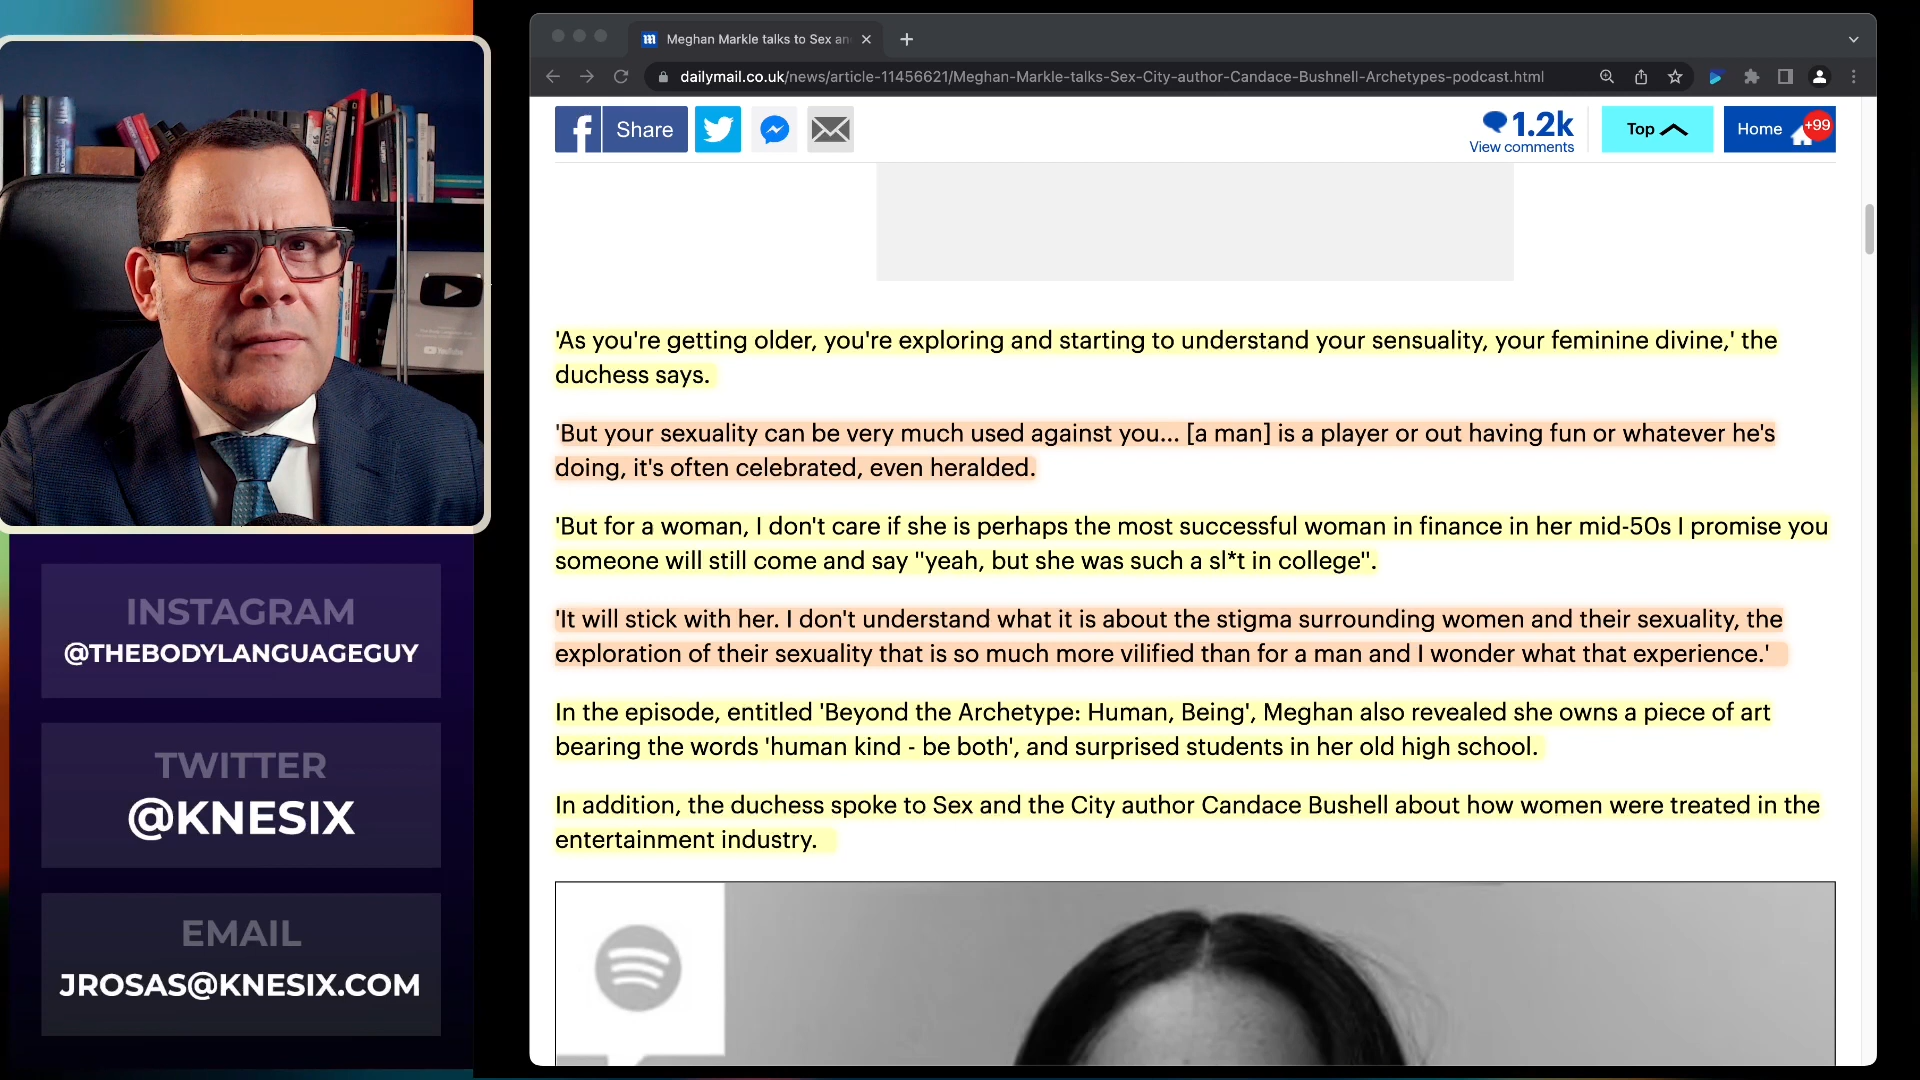 Meghan Markle talks to Sex an
dailymail.co.uk/news/article-11456621/Meghan-Markle-talks-Sex-City-author-Candace-Bushnell-Archetypes-podcast.html
f Share
1.2k
View comments
Top
Home
+99
'As you're getting older, you're exploring and starting to understand your sensuality, your feminine divine,' the
duchess says.
'But your sexuality can be very much used against you... [a man] is a player or out having fun or whatever he's
doing, it's often celebrated, even heralded.
'But for a woman, I don't care if she is perhaps the most successful woman in finance in her mid-50s I promise you
someone will still come and say "yeah, but she was such a sl*t in college".
'It will stick with her. I don't understand what it is about the stigma surrounding women and their sexuality, the
exploration of their sexuality that is so much more vilified than for a man and I wonder what that experience.'
In the episode, entitled 'Beyond the Archetype: Human, Being', Meghan also revealed she owns a piece of art
bearing the words 'human kind - be both', and surprised students in her old high school.
In addition, the duchess spoke to Sex and the City author Candace Bushell about how women were treated in the
entertainment industry.
INSTAGRAM
@THEBODYLANGUAGEGUY
TWITTER
@KNESIX
EMAIL
JROSAS@KNESIX.COM